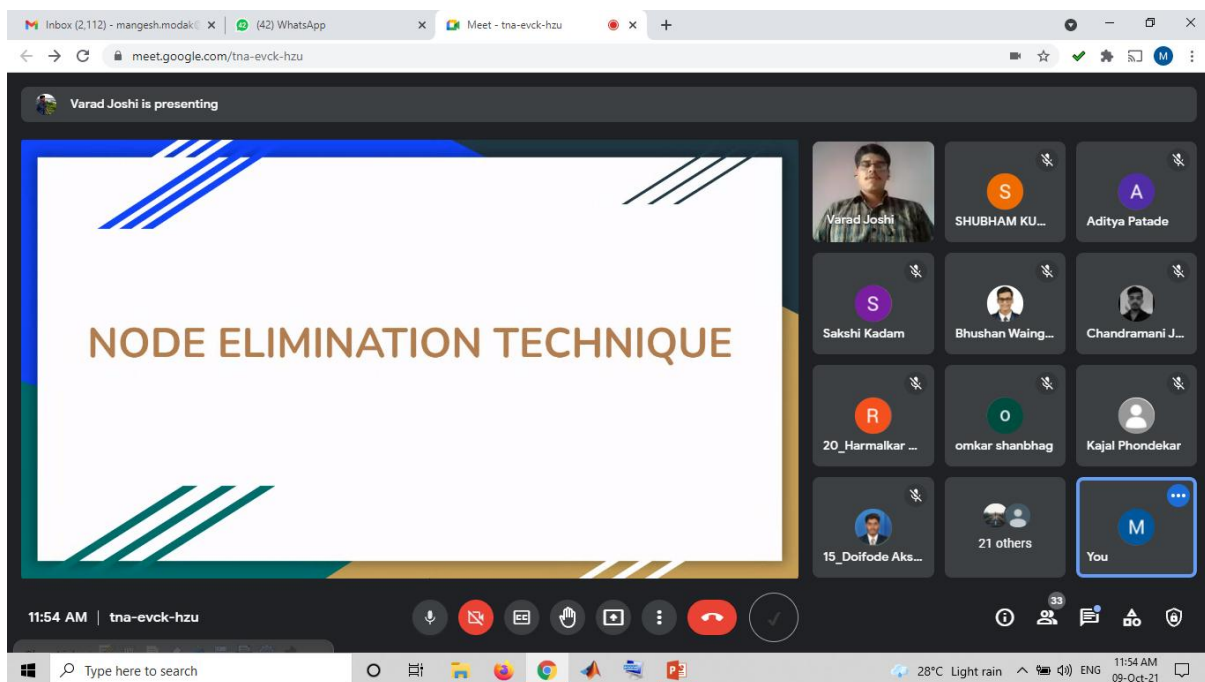 Inbox (2,112) - mangesh.modak
(42) WhatsApp
Meet - tna-evck-hzu
meet.google.com/tna-evck-hzu
M
Varad Joshi is presenting
NODE ELIMINATION TECHNIQUE
Varad Joshi
S
SHUBHAM KU...
A
Aditya Patade
S
Sakshi Kadam
Bhushan Waing...
Chandramani J...
R
20_Harmalkar ...
o
omkar shanbhag
Kajal Phondekar
15_Doifode Aks...
21 others
M
You
11:54 AM | tna-evck-hzu
CC
33
Type here to search
28°C Light rain
ENG
11:54 AM
09-Oct-21